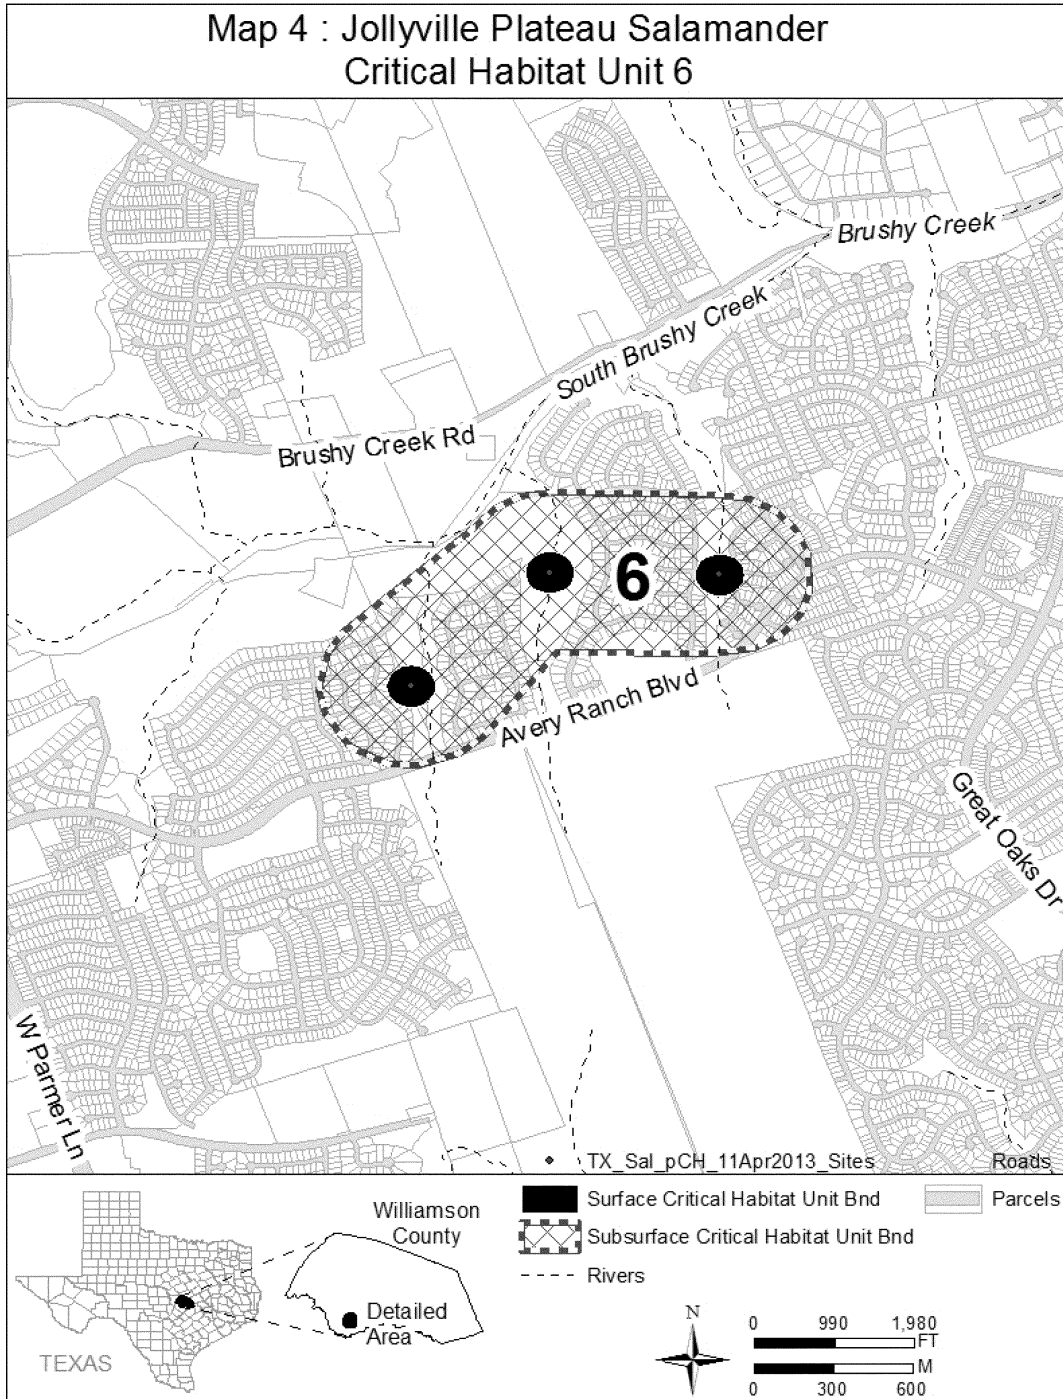 Map 4 : Jollyville Plateau Salamander
Critical Habitat Unit 6
Brushy Creek
South Brushy Creek
Brushy Creek Rd
6
Avery Ranch Blvd
Great Oaks Dr
W Parmer Ln
TX_Sal_pCH_11Apr2013_Sites
Roads
Surface Critical Habitat Unit Bnd
Parcels
Subsurface Critical Habitat Unit Bnd
Rivers
Williamson
County
Detailed
Area
TEXAS
N
0 990 1,980
FT
M
0 300 600